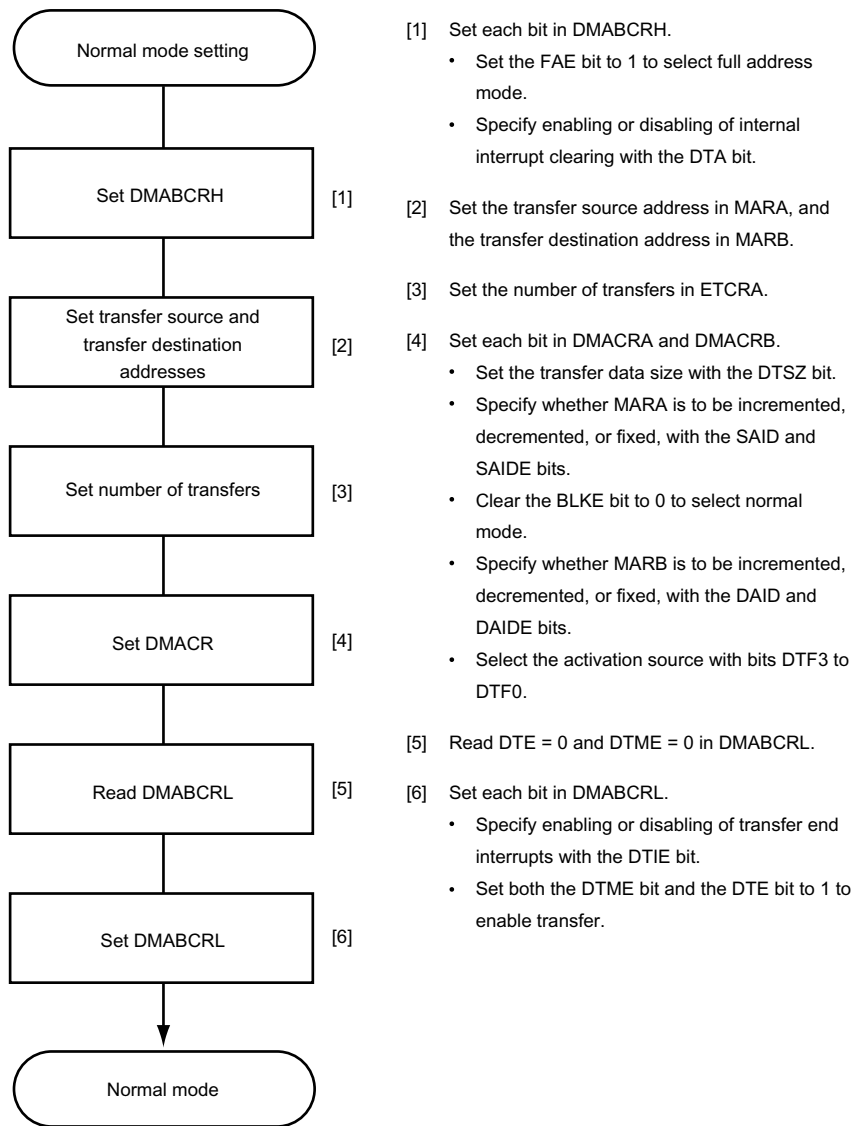 Normal mode setting
Set DMABCRH
[1]
Set transfer source and
transfer destination
addresses
[2]
Set number of transfers
[3]
Set DMACR
[4]
Read DMABCRL
[5]
Set DMABCRL
[6]
Normal mode
[1] Set each bit in DMABCRH.
• Set the FAE bit to 1 to select full address
mode.
• Specify enabling or disabling of internal
interrupt clearing with the DTA bit.
[2] Set the transfer source address in MARA, and
the transfer destination address in MARB.
[3] Set the number of transfers in ETCRA.
[4] Set each bit in DMACRA and DMACRB.
• Set the transfer data size with the DTSZ bit.
• Specify whether MARA is to be incremented,
decremented, or fixed, with the SAID and
SAIDE bits.
• Clear the BLKE bit to 0 to select normal
mode.
• Specify whether MARB is to be incremented,
decremented, or fixed, with the DAID and
DAIDE bits.
• Select the activation source with bits DTF3 to
DTF0.
[5] Read DTE = 0 and DTME = 0 in DMABCRL.
[6] Set each bit in DMABCRL.
• Specify enabling or disabling of transfer end
interrupts with the DTIE bit.
• Set both the DTME bit and the DTE bit to 1 to
enable transfer.